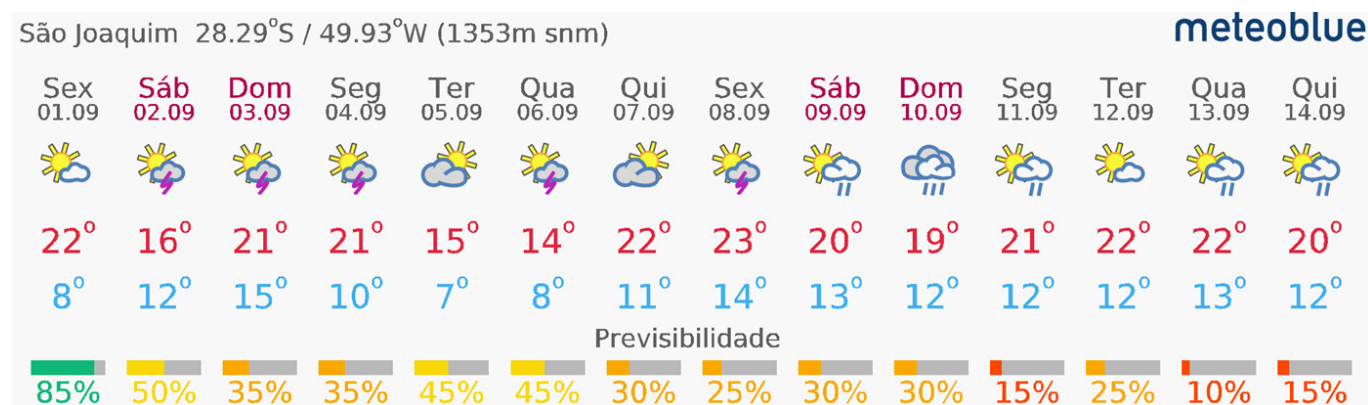 São Joaquim 28.29°S / 49.93°W (1353m snm)
meteoblue
Sex Sáb Dom Seg Ter Qua Qui Sex Sáb Dom Seg Ter Qua Qui
01.09 02.09 03.09 04.09 05.09 06.09 07.09 08.09 09.09 10.09 11.09 12.09 13.09 14.09
22° 16° 21° 21° 15° 14° 22° 23° 20° 19° 21° 22° 22° 20°
8° 12° 15° 10° 7° 8° 11° 14° 13° 12° 12° 12° 13° 12°
Previsibilidade
85% 50% 35% 35% 45% 45% 30% 25% 30% 30% 15% 25% 10% 15%